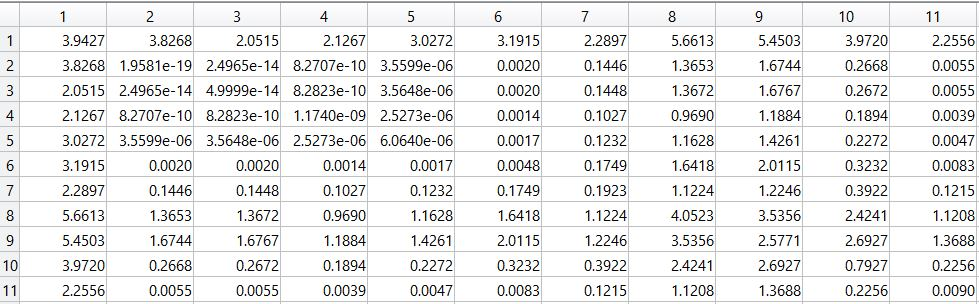 1 2 3 4 5 6 7 8 9 10 11
1 3.9427 3.8268 2.0515 2.1267 3.0272 3.1915 2.2897 5.6613 5.4503 3.9720 2.2556
2 3.8268 1.9581e-19 2.4965e-14 8.2707e-10 3.5599e-06 0.0020 0.1446 1.3653 1.6744 0.2668 0.0055
3 2.0515 2.4965e-14 4.9999e-14 8.2823e-10 3.5648e-06 0.0020 0.1448 1.3672 1.6767 0.2672 0.0055
4 2.1267 8.2707e-10 8.2823e-10 1.1740e-09 2.5273e-06 0.0014 0.1027 0.9690 1.1884 0.1894 0.0039
5 3.0272 3.5599e-06 3.5648e-06 2.5273e-06 6.0640e-06 0.0017 0.1232 1.1628 1.4261 0.2272 0.0047
6 3.1915 0.0020 0.0020 0.0014 0.0017 0.0048 0.1749 1.6418 2.0115 0.3232 0.0083
7 2.2897 0.1446 0.1448 0.1027 0.1232 0.1749 0.1923 1.1224 1.2246 0.3922 0.1215
8 5.6613 1.3653 1.3672 0.9690 1.1628 1.6418 1.1224 4.0523 3.5356 2.4241 1.1208
9 5.4503 1.6744 1.6767 1.1884 1.4261 2.0115 1.2246 3.5356 2.5771 2.6927 1.3688
10 3.9720 0.2668 0.2672 0.1894 0.2272 0.3232 0.3922 2.4241 2.6927 0.7927 0.2256
11 2.2556 0.0055 0.0055 0.0039 0.0047 0.0083 0.1215 1.1208 1.3688 0.2256 0.0090